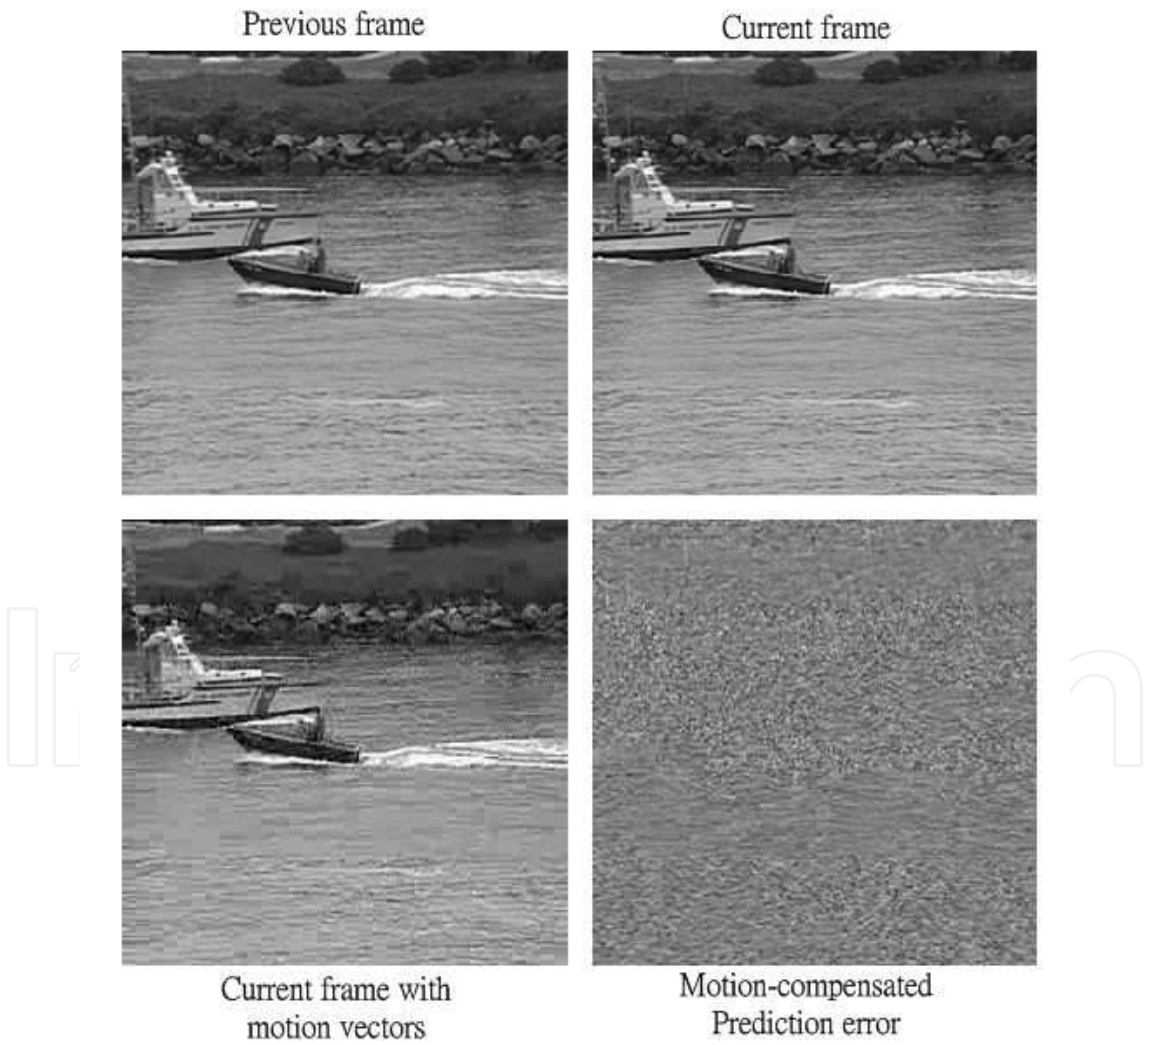 Previous frame
Current frame
Current frame with
motion vectors
Motion-compensated
Prediction error